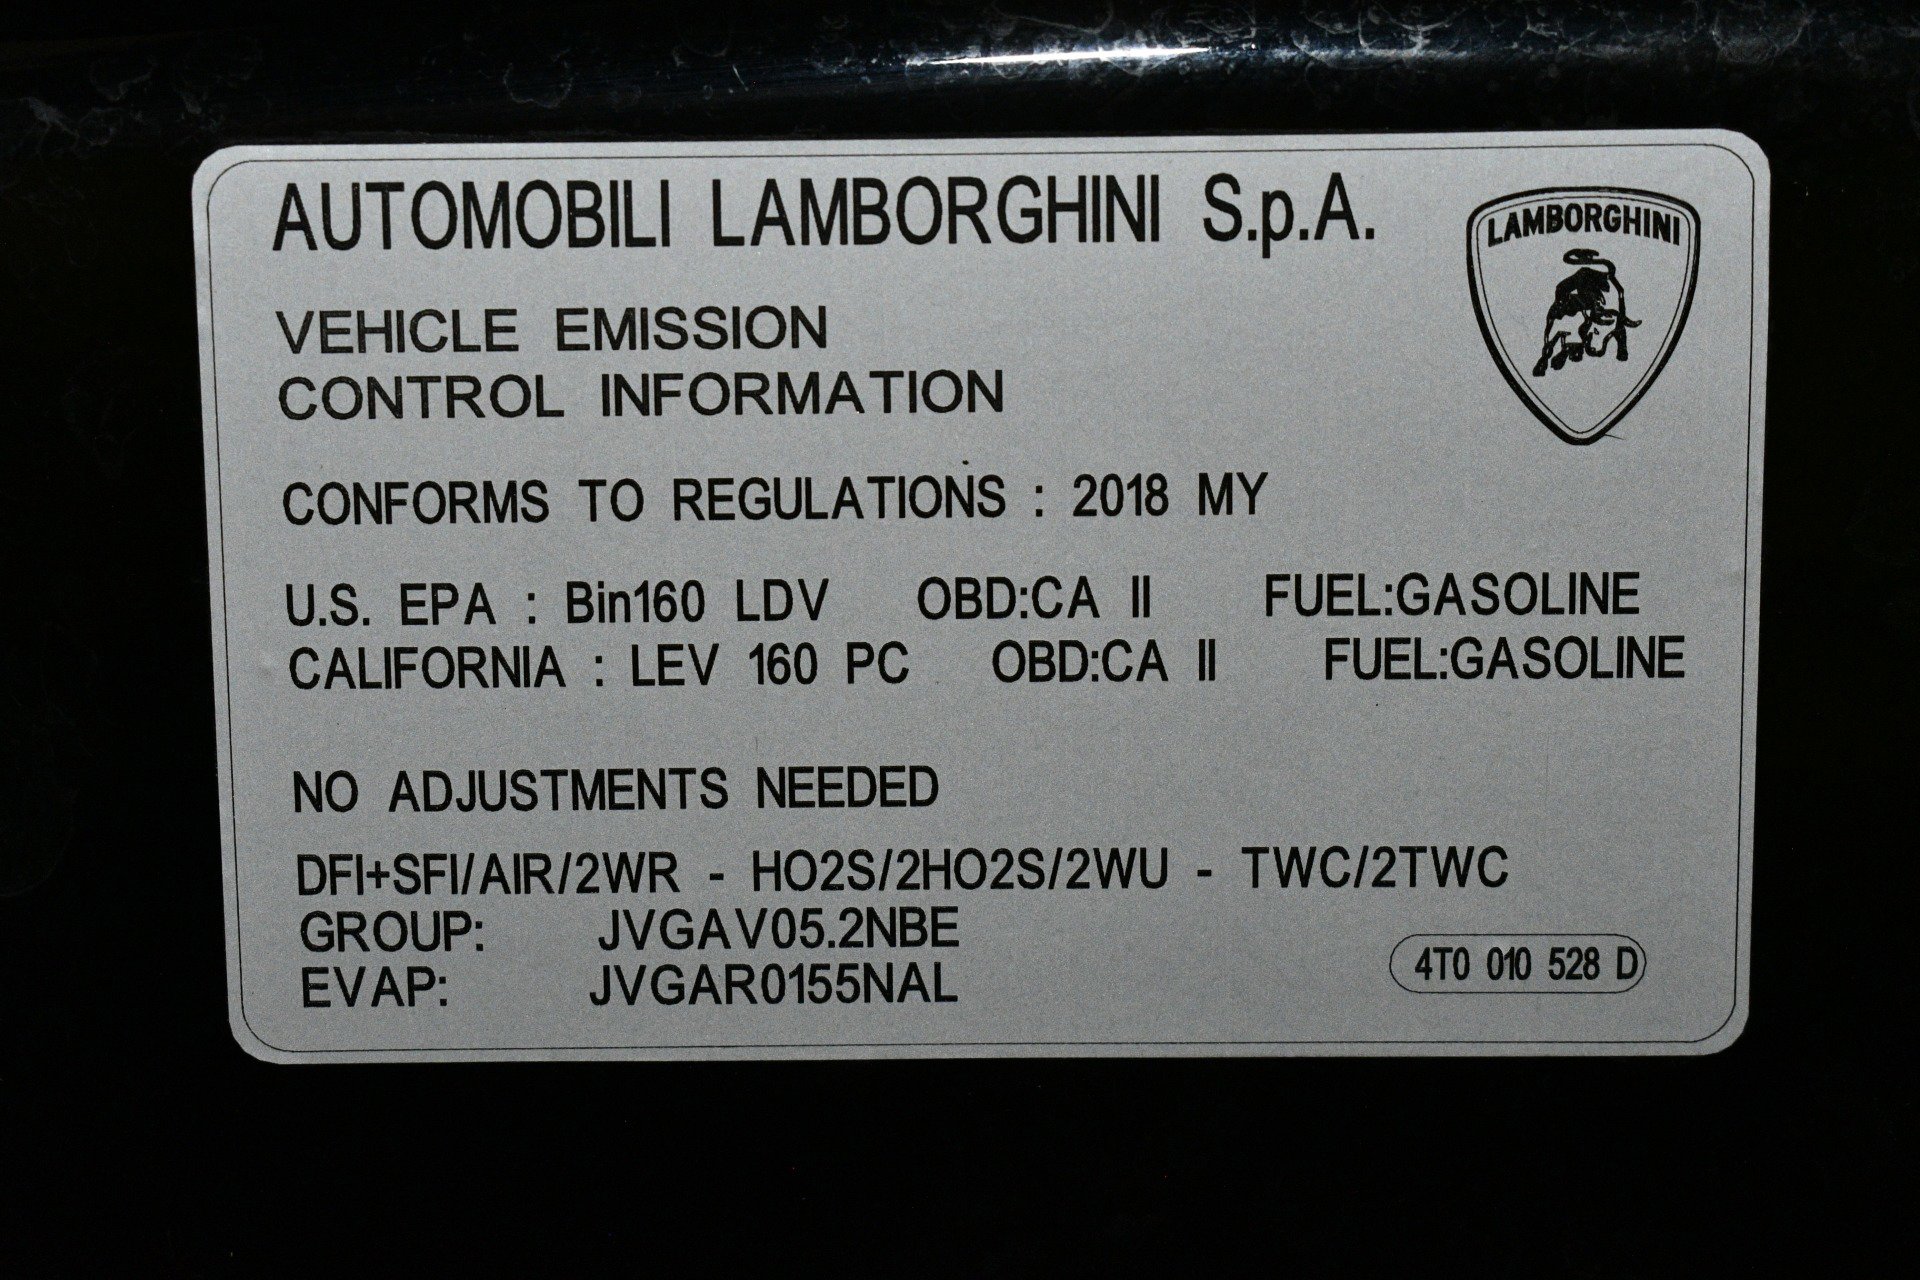 AUTOMOBILI LAMBORGHINI S.p.A.
LAMBORGHINI
VEHICLE EMISSION
CONTROL INFORMATION
CONFORMS TO REGULATIONS : 2018 MY
U.S. EPA : Bin160 LDV OBD:CA II FUEL:GASOLINE
CALIFORNIA : LEV 160 PC OBD:CA II FUEL:GASOLINE
NO ADJUSTMENTS NEEDED
DFI+SFI/AIR/2WR - HO2S/2HO2S/2WU - TWC/2TWC
GROUP: JVGAV05.2NBE
EVAP: JVGAR0155NAL
4T0 010 528 D